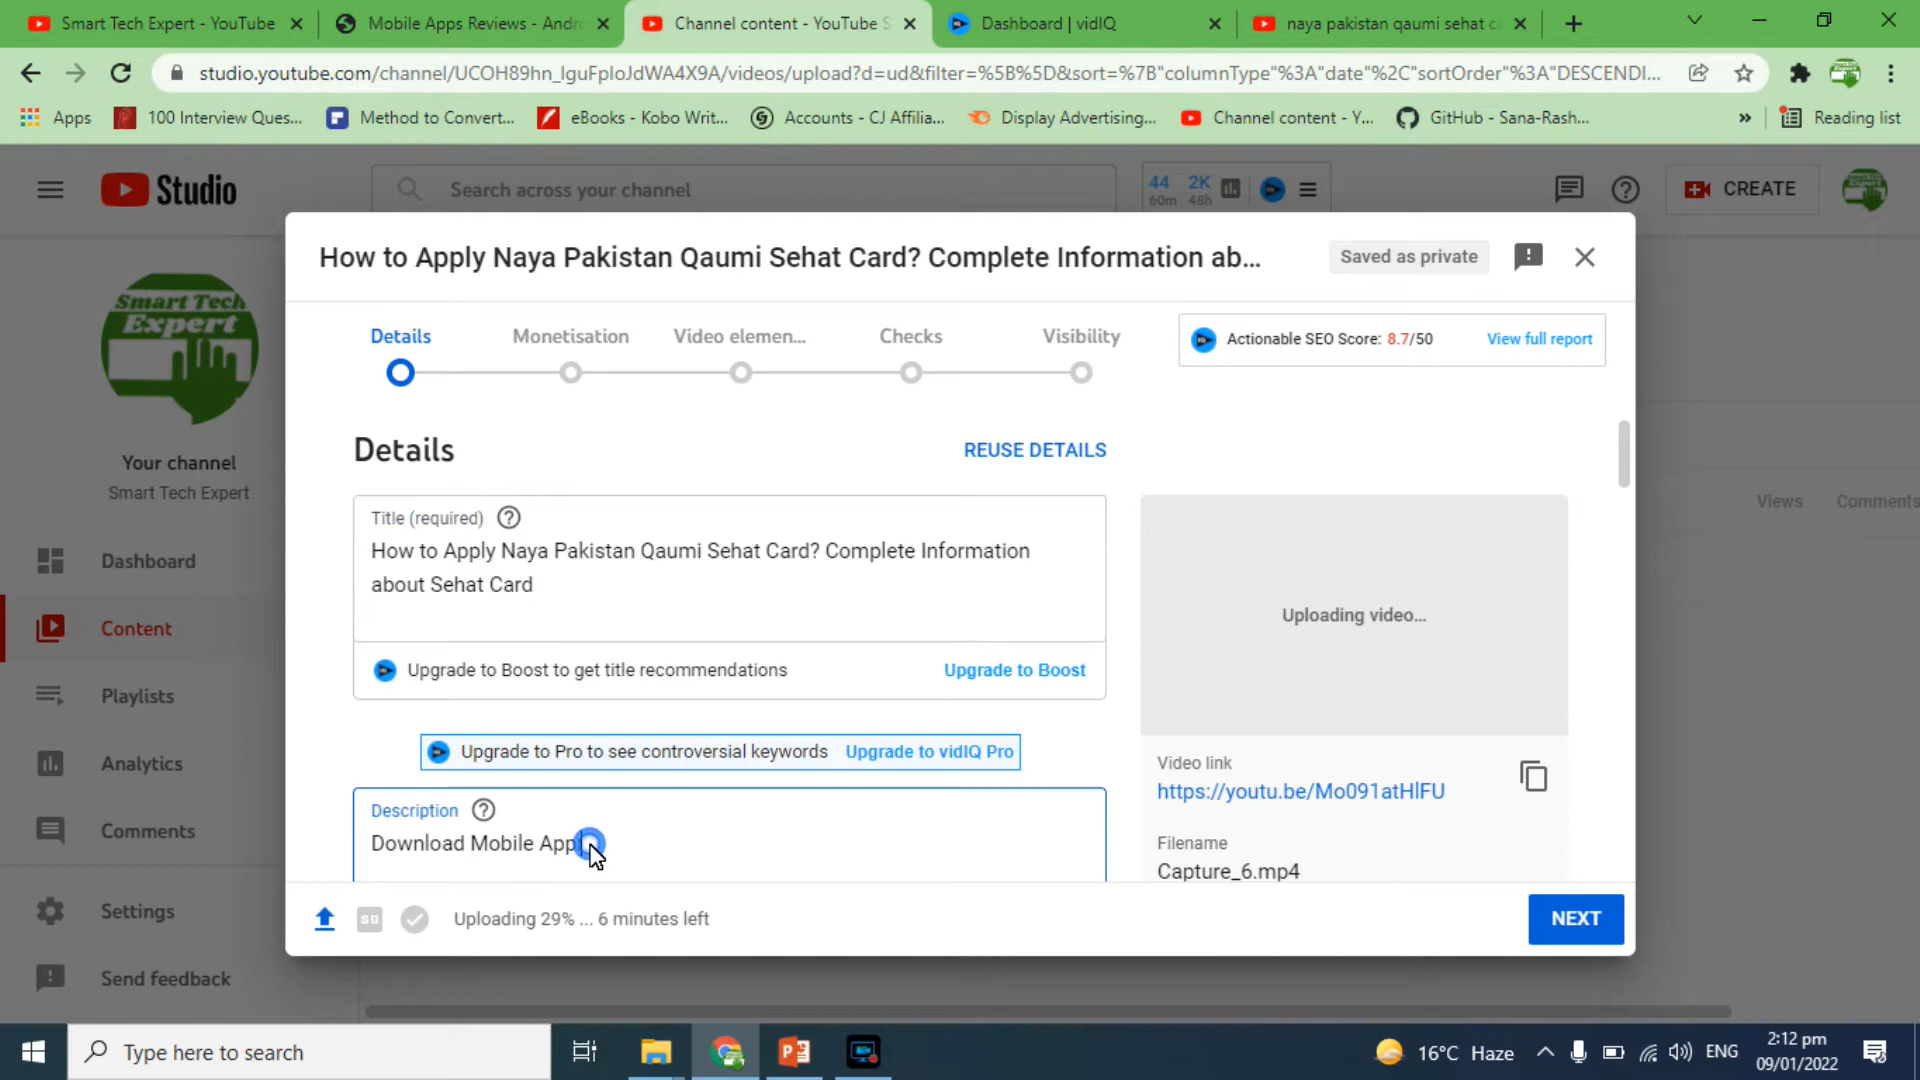 Smart Tech Expert - YouTube
Mobile Apps Reviews - Andr
Channel content - YouTube S
Dashboard | vidIQ
naya pakistan qaumi sehat ca
studio.youtube.com/channel/UCOH89hn_IguFpIoJdWA4X9A/videos/upload?d=ud&filter=%5B%5D&sort=%7B"columnType"%3A"date"%2C"sortOrder"%3A"DESCENDI...
Apps
100 Interview Ques...
Method to Convert...
eBooks - Kobo Writ...
Accounts - CJ Affilia...
Display Advertising...
Channel content - Y...
GitHub - Sana-Rash...
»
Reading list
Studio
Search across your channel
44 2K
60m 48h
CREATE
Smart Tech
Expert
Your channel
Smart Tech Expert
Dashboard
Content
Playlists
Analytics
Comments
Settings
Send feedback
Views
Comments
How to Apply Naya Pakistan Qaumi Sehat Card? Complete Information ab...
Saved as private
Details
Monetisation
Video elemen...
Checks
Visibility
Actionable SEO Score: 8.7/50
View full report
Details
REUSE DETAILS
Title (required)
How to Apply Naya Pakistan Qaumi Sehat Card? Complete Information
about Sehat Card
Upgrade to Boost to get title recommendations
Upgrade to Boost
Upgrade to Pro to see controversial keywords
Upgrade to vidIQ Pro
Description
Download Mobile App
Uploading video...
Video link
https://youtu.be/Mo091atHlFU
Filename
Capture_6.mp4
SD
Uploading 29% ... 6 minutes left
NEXT
Type here to search
16°C Haze
ENG
2:12 pm
09/01/2022